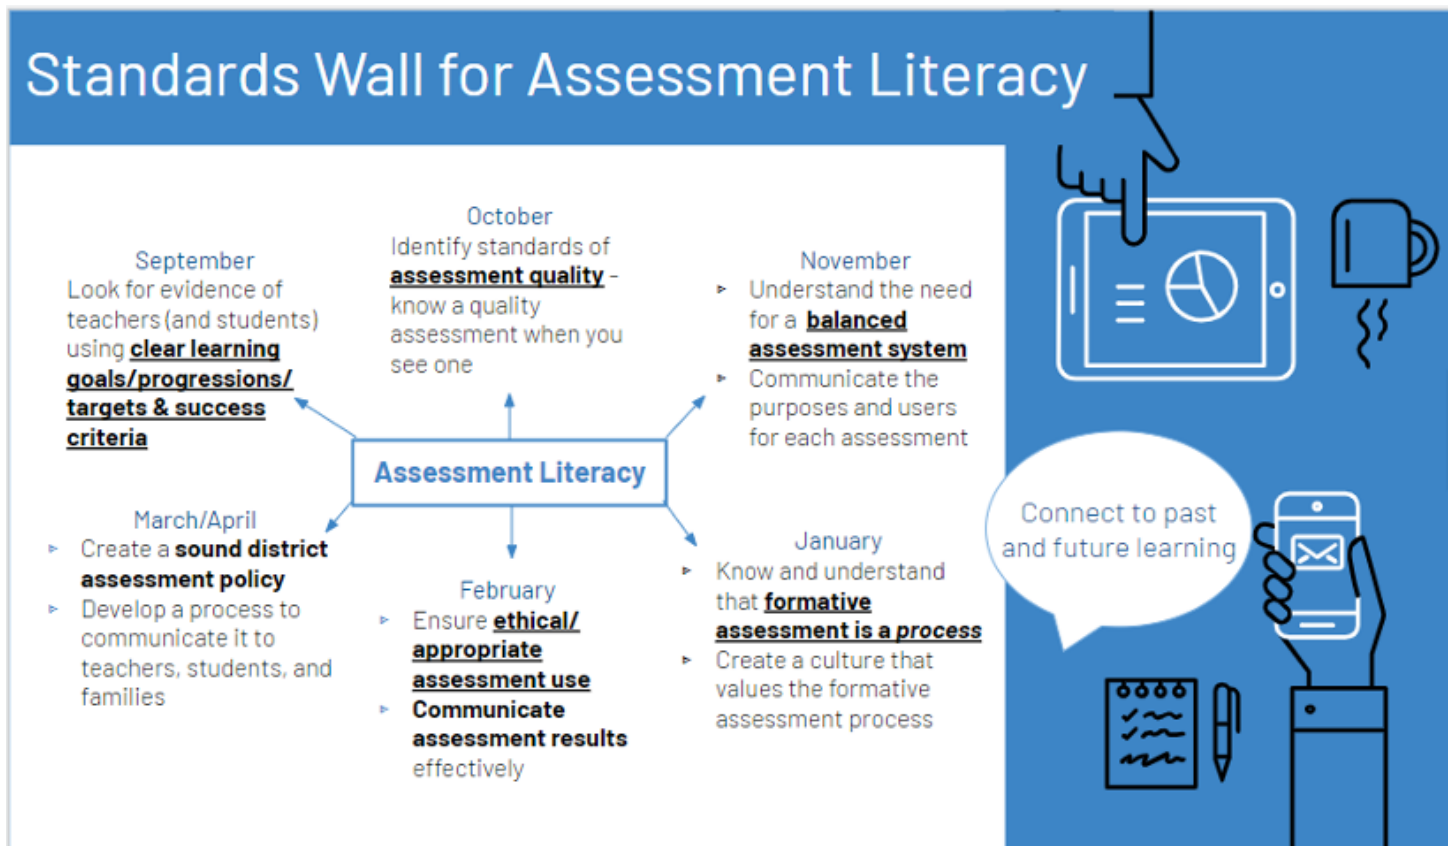 Standards Wall for Assessment Literacy
September
Look for evidence of
teachers (and students)
using clear learning
goals/progressions/
targets & success
criteria
October
Identify standards of
assessment quality -
know a quality
assessment when you
see one
November
▹ Understand the need
for a balanced
assessment system
▹ Communicate the
purposes and users
for each assessment
Assessment Literacy
March/April
▹ Create a sound district
assessment policy
▹ Develop a process to
communicate it to
teachers, students, and
families
February
▹ Ensure ethical/
appropriate
assessment use
▹ Communicate
assessment results
effectively
January
▹ Know and understand
that formative
assessment is a process
▹ Create a culture that
values the formative
assessment process
Connect to past
and future learning